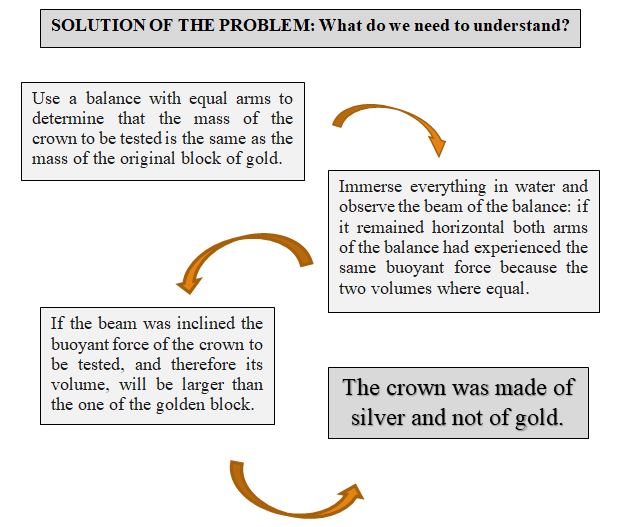 SOLUTION OF THE PROBLEM: What do we need to understand?
Use a balance with equal arms to
determine that the mass of the
crown to be tested is the same as the
mass of the original block of gold.
Immerse everything in water and
observe the beam of the balance: if
it remained horizontal both arms
of the balance had experienced the
same buoyant force because the
two volumes where equal.
If the beam was inclined the
buoyant force of the crown to
be tested, and therefore its
volume, will be larger than
the one of the golden block.
The crown was made of
silver and not of gold.